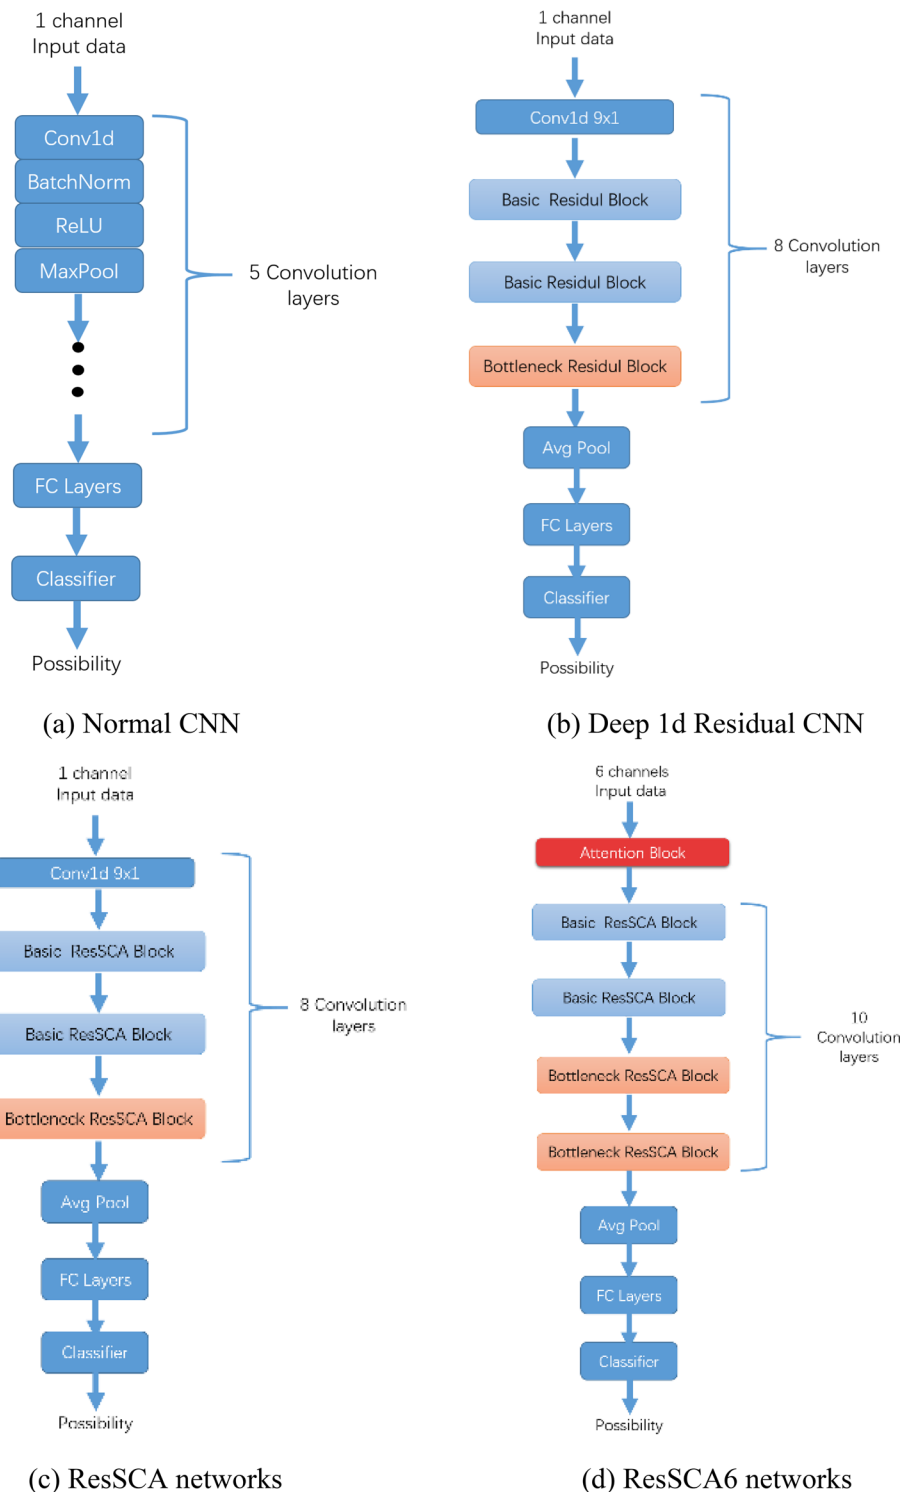 1 channel
Input data
Conv1d
BatchNorm
ReLU
MaxPool
5 Convolution
layers
FC Layers
Classifier
Possibility
(a) Normal CNN
1 channel
Input data
Conv1d 9x1
Basic Residul Block
Basic Residul Block
Bottleneck Residul Block
8 Convolution
layers
Avg Pool
FC Layers
Classifier
Possibility
(b) Deep 1d Residual CNN
1 channel
Input data
Conv1d 9x1
Basic ResSCA Block
Basic ResSCA Block
Bottleneck ResSCA Block
8 Convolution
layers
Avg Pool
FC Layers
Classifier
Possibility
(c) ResSCA networks
6 channels
Input data
Attention Block
Basic ResSCA Block
Basic ResSCA Block
Bottleneck ResSCA Block
Bottleneck ResSCA Block
10
Convolution
layers
Avg Pool
FC Layers
Classifier
Possibility
(d) ResSCA6 networks